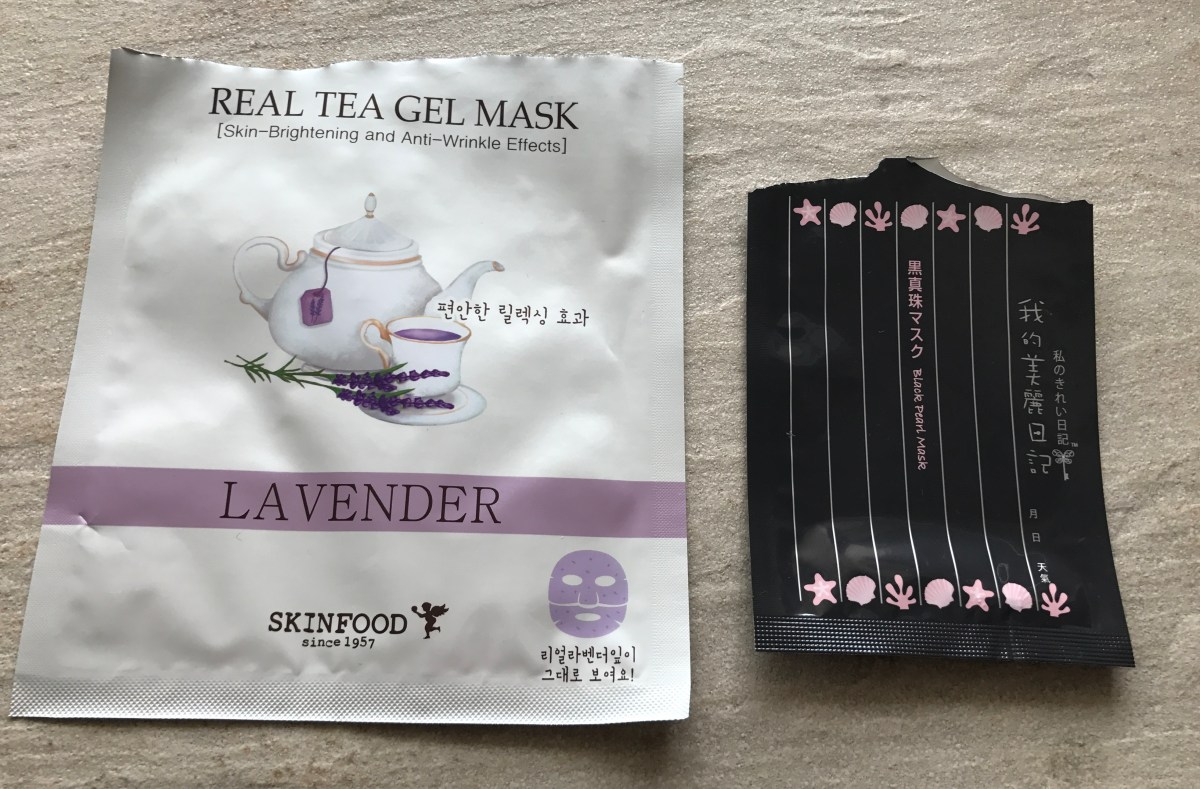 REAL TEA GEL MASK
[Skin-Brightening and Anti-Wrinkle Effects]
편안한 릴렉싱 효과
LAVENDER
SKINFOOD
since 1957
리얼라벤더잎이
그대로 보여요!
我的美麗日記
私のきれい日記™
月 日 天氣
黒真珠マスク Black Pearl Mask